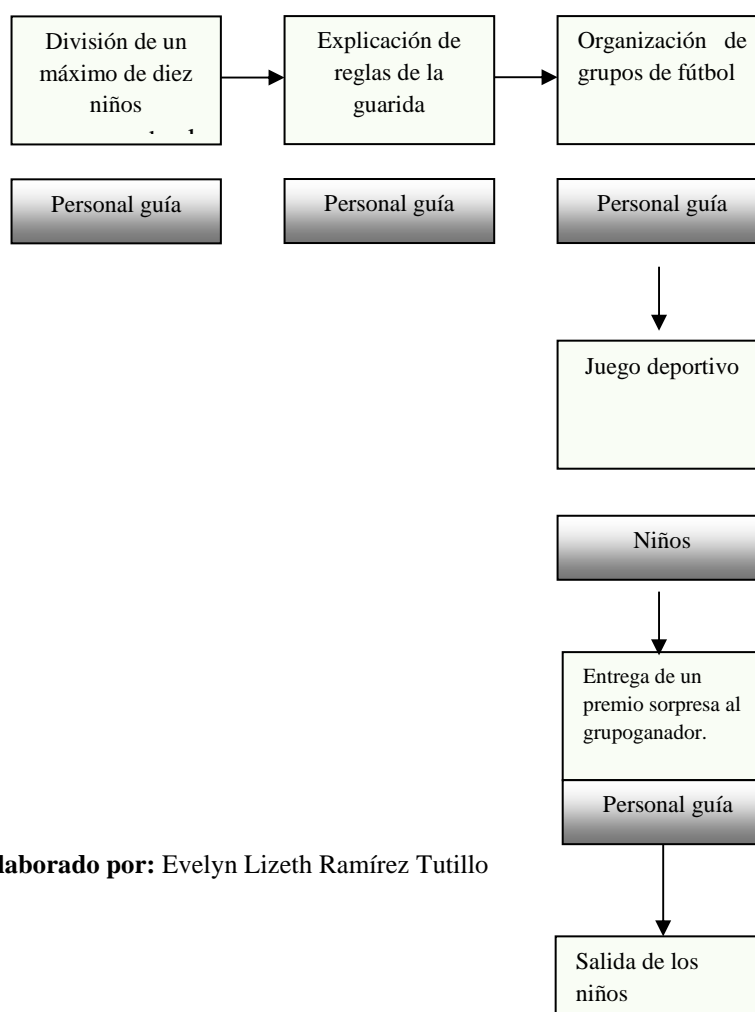 División de un
máximo de diez
niños
Explicación de
reglas de la
guarida
Organización de
grupos de fútbol
Personal guía
Personal guía
Personal guía
Juego deportivo
Niños
Entrega de un
premio sorpresa al
grupoganador.
Personal guía
laborado por: Evelyn Lizeth Ramírez Tutillo
Salida de los
niños